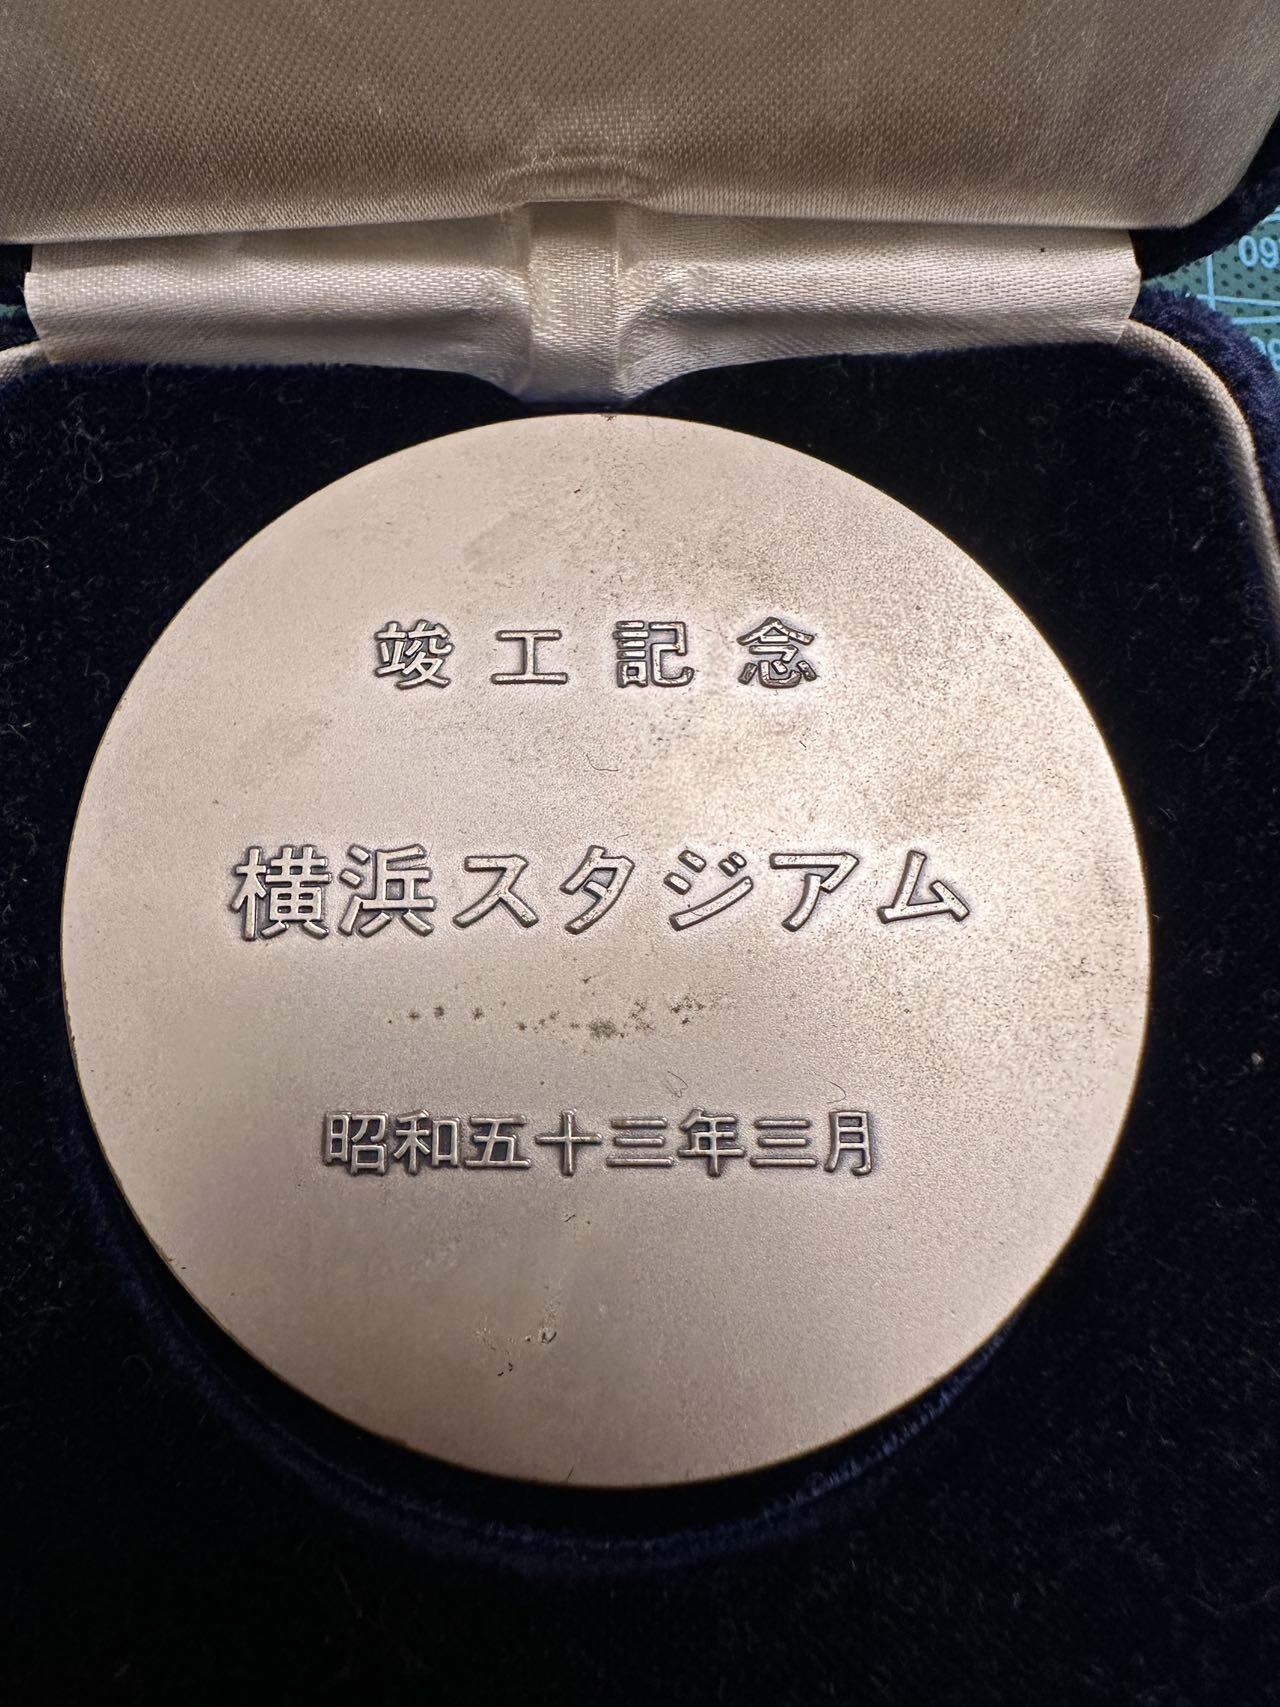 竣工記念
横浜スタジアム
昭和五十三年三月